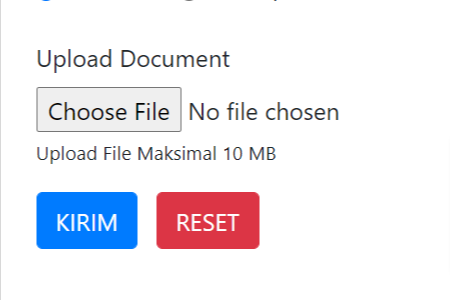 Upload Document
Choose File No file chosen
Upload File Maksimal 10 MB
KIRIM RESET